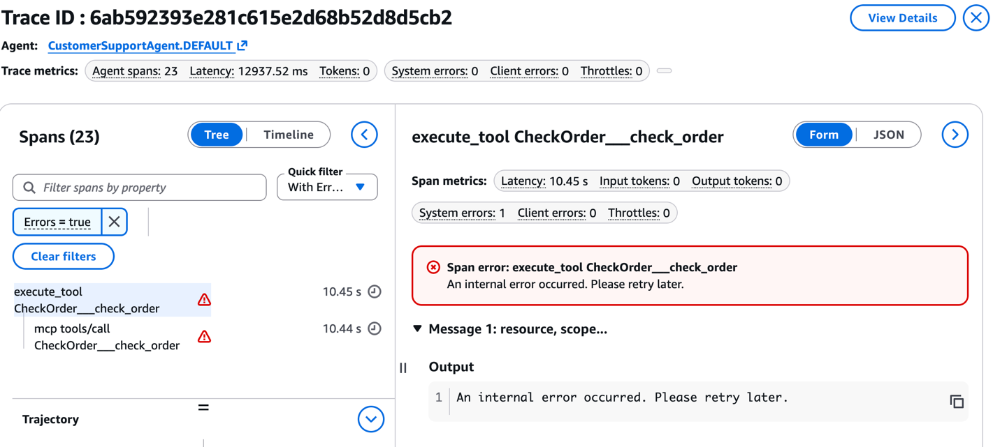 Trace ID : 6ab592393e281c615e2d68b52d8d5cb2
View Details
Agent: CustomerSupportAgent.DEFAULT
Trace metrics: Agent spans: 23 Latency: 12937.52 ms Tokens: 0 System errors: 0 Client errors: 0 Throttles: 0
Spans (23)
Tree
Timeline
Filter spans by property
Quick filter
With Err...
Errors = true
Clear filters
execute_tool
CheckOrder___check_order
10.45 s
mcp tools/call
CheckOrder___check_order
10.44 s
Trajectory
execute_tool CheckOrder___check_order
Form
JSON
Span metrics: Latency: 10.45 s Input tokens: 0 Output tokens: 0
System errors: 1 Client errors: 0 Throttles: 0
Span error: execute_tool CheckOrder___check_order
An internal error occurred. Please retry later.
Message 1: resource, scope...
Output
1 An internal error occurred. Please retry later.